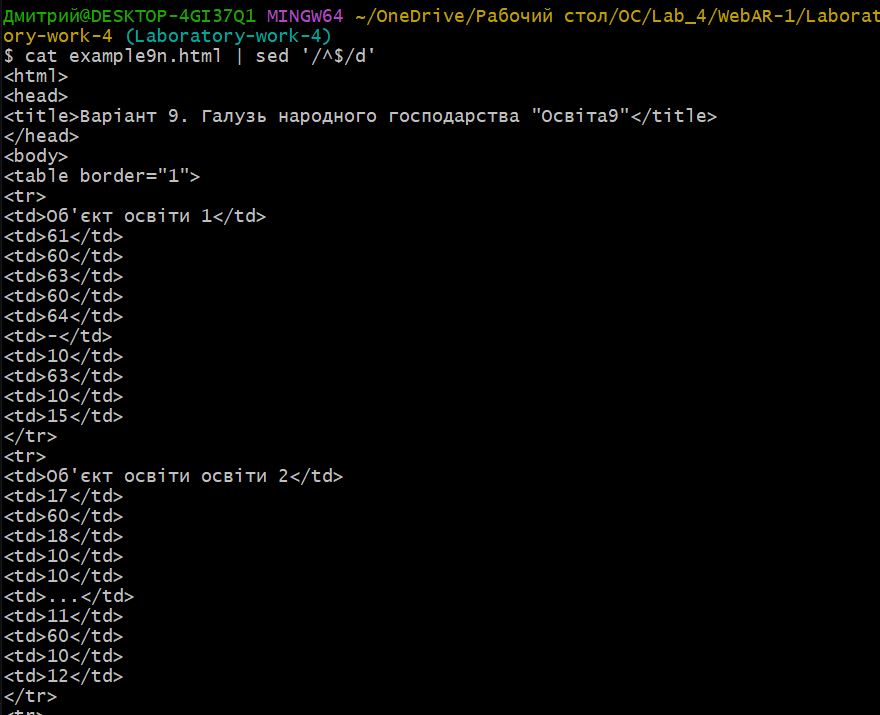 Дмитрий@DESKTOP-4GI37Q1 MINGW64 ~/OneDrive/Рабочий стол/ОС/Lab_4/WebAR-1/Laborat
ory-work-4 (Laboratory-work-4)
$ cat example9n.html | sed '/^$/d'
<html>
<head>
<title>Варіант 9. Галузь народного господарства "Освіта9"</title>
</head>
<body>
<table border="1">
<tr>
<td>Об'єкт освіти 1</td>
<td>61</td>
<td>60</td>
<td>63</td>
<td>60</td>
<td>64</td>
<td>-</td>
<td>10</td>
<td>63</td>
<td>10</td>
<td>15</td>
</tr>
<tr>
<td>Об'єкт освіти освіти 2</td>
<td>17</td>
<td>60</td>
<td>18</td>
<td>10</td>
<td>10</td>
<td>...</td>
<td>11</td>
<td>60</td>
<td>10</td>
<td>12</td>
</tr>
<tr>